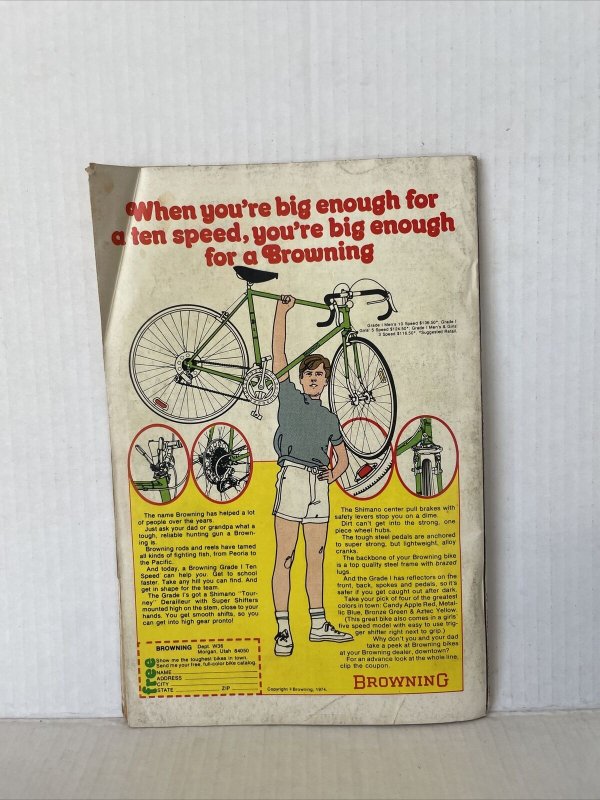 When you're big enough for
a ten speed, you're big enough
for a Browning
Grade I Men's 10 Speed $139.50*. Grade I
Girls' 5 Speed $124.50*. Grade I Men's & Girls'
3 Speed $116.50*. *Suggested Retail.
The name Browning has helped a lot
of people over the years.
Just ask your dad or grandpa what a
tough, reliable hunting gun a Brown-
ing is.
Browning rods and reels have tamed
all kinds of fighting fish, from Peoria to
the Pacific.
And today, a Browning Grade I Ten
Speed can help you. Get to school
faster. Take any hill you can find. And
get in shape for the team.
The Grade I's got a Shimano "Tour-
ney" Derailleur with Super Shifters
mounted high on the stem, close to your
hands. You get smooth shifts, so you
can get into high gear pronto!
The Shimano center pull brakes with
safety levers stop you on a dime.
Dirt can't get into the strong, one
piece wheel hubs.
The tough steel pedals are anchored
to super strong, but lightweight, alloy
cranks.
The backbone of your Browning bike
is a top quality steel frame with brazed
lugs.
And the Grade I has reflectors on the
front, back, spokes and pedals, so it's
safer if you get caught out after dark.
Take your pick of four of the greatest
colors in town: Candy Apple Red, Metal-
lic Blue, Bronze Green & Aztec Yellow.
(This great bike also comes in a girls'
five speed model with easy to use trig-
ger shifter right next to grip.)
Why don't you and your dad
take a peek at Browning bikes
at your Browning dealer, downtown?
For an advance look at the whole line,
clip the coupon.
BROWNING
free
BROWNING Dept. W36
Morgan, Utah 84050
Show me the toughest bikes in town.
Send me your free, full-color bike catalog.
NAME
ADDRESS
CITY
STATE ZIP
Copyright © Browning, 1974.